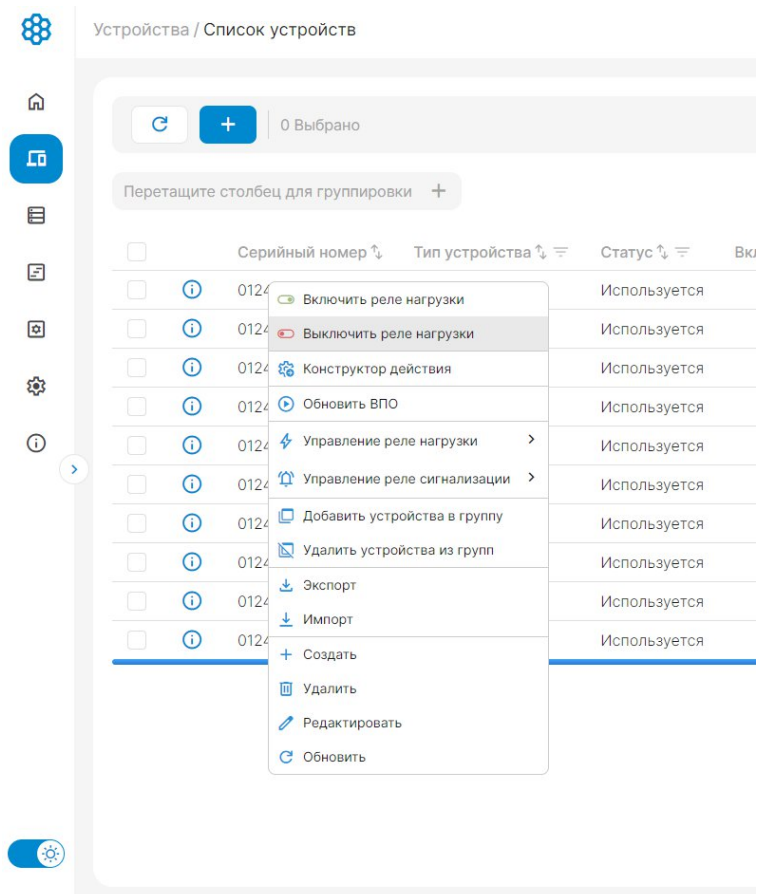 Устройства / Список устройств
0 Выбрано
Перетащите столбец для группировки
Серийный номер Тип устройства Статус
0124 Используется
Включить реле нагрузки
0124 Используется
Выключить реле нагрузки
0124 Используется
Конструктор действия
0124 Используется
Обновить ВПО
0124 Используется
Управление реле нагрузки
0124 Используется
Управление реле сигнализации
0124 Используется
Добавить устройства в группу
0124 Используется
Удалить устройства из групп
0124 Используется
Экспорт
Импорт
0124 Используется
Создать
Удалить
Редактировать
Обновить